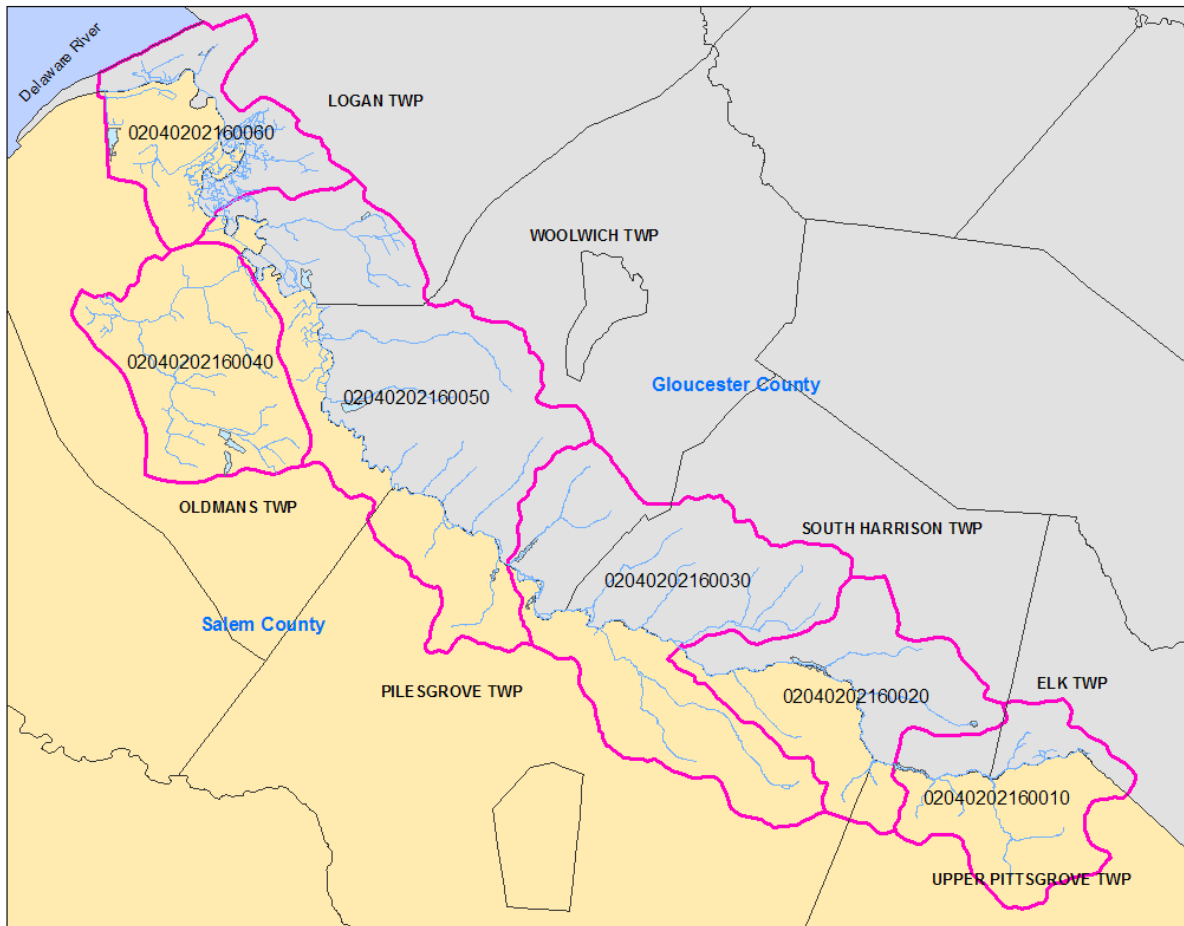 Delaware River
LOGAN TWP
02040202160060
WOOLWICH TWP
02040202160040
Gloucester County
02040202160050
OLDMANS TWP
SOUTH HARRISON TWP
02040202160030
Salem County
PILESGROVE TWP
ELK TWP
02040202160020
02040202160010
UPPER PITTSGROVE TWP